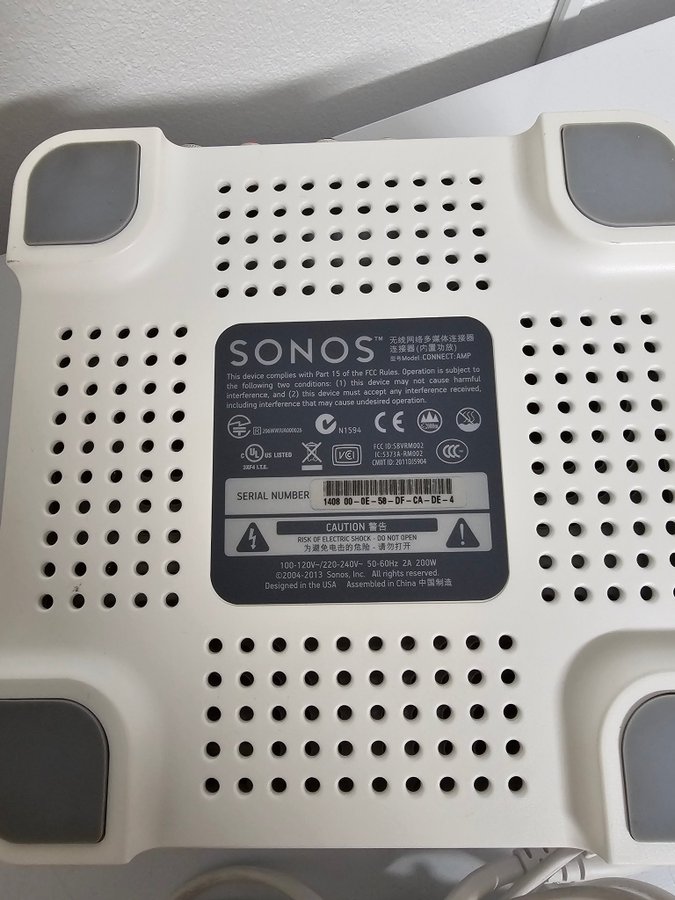 SONOS™
无线网络多媒体连接器
连接器(内置功放)
型号Model:CONNECT:AMP
This device complies with Part 15 of the FCC Rules. Operation is subject to
the following two conditions: (1) this device may not cause harmful
interference, and (2) this device must accept any interference received,
including interference that may cause undesired operation.
N1594
CE
c UL US LISTED
3XF4 I.T.E.
VCI
FCC ID:SBVRM002
IC:5373A-RM002
CMIIT ID: 2011DJ5904
CCC
SERIAL NUMBER
1408 00-0E-58-DF-CA-DE-4
CAUTION 警告
RISK OF ELECTRIC SHOCK - DO NOT OPEN
为避免电击的危险 - 请勿打开
100-120V~/220-240V~ 50-60Hz 2A 200W
©2004-2013 Sonos, Inc. All rights reserved.
Designed in the USA Assembled in China 中国制造